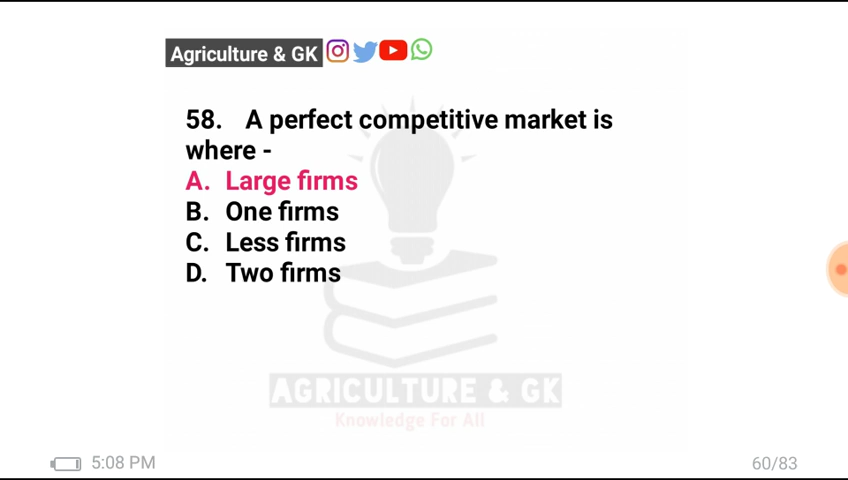 Agriculture & GK
58. A perfect competitive market is
where -
A. Large firms
B. One firms
C. Less firms
D. Two firms
AGRICULTURE & GK
Knowledge For All
5:08 PM
60/83